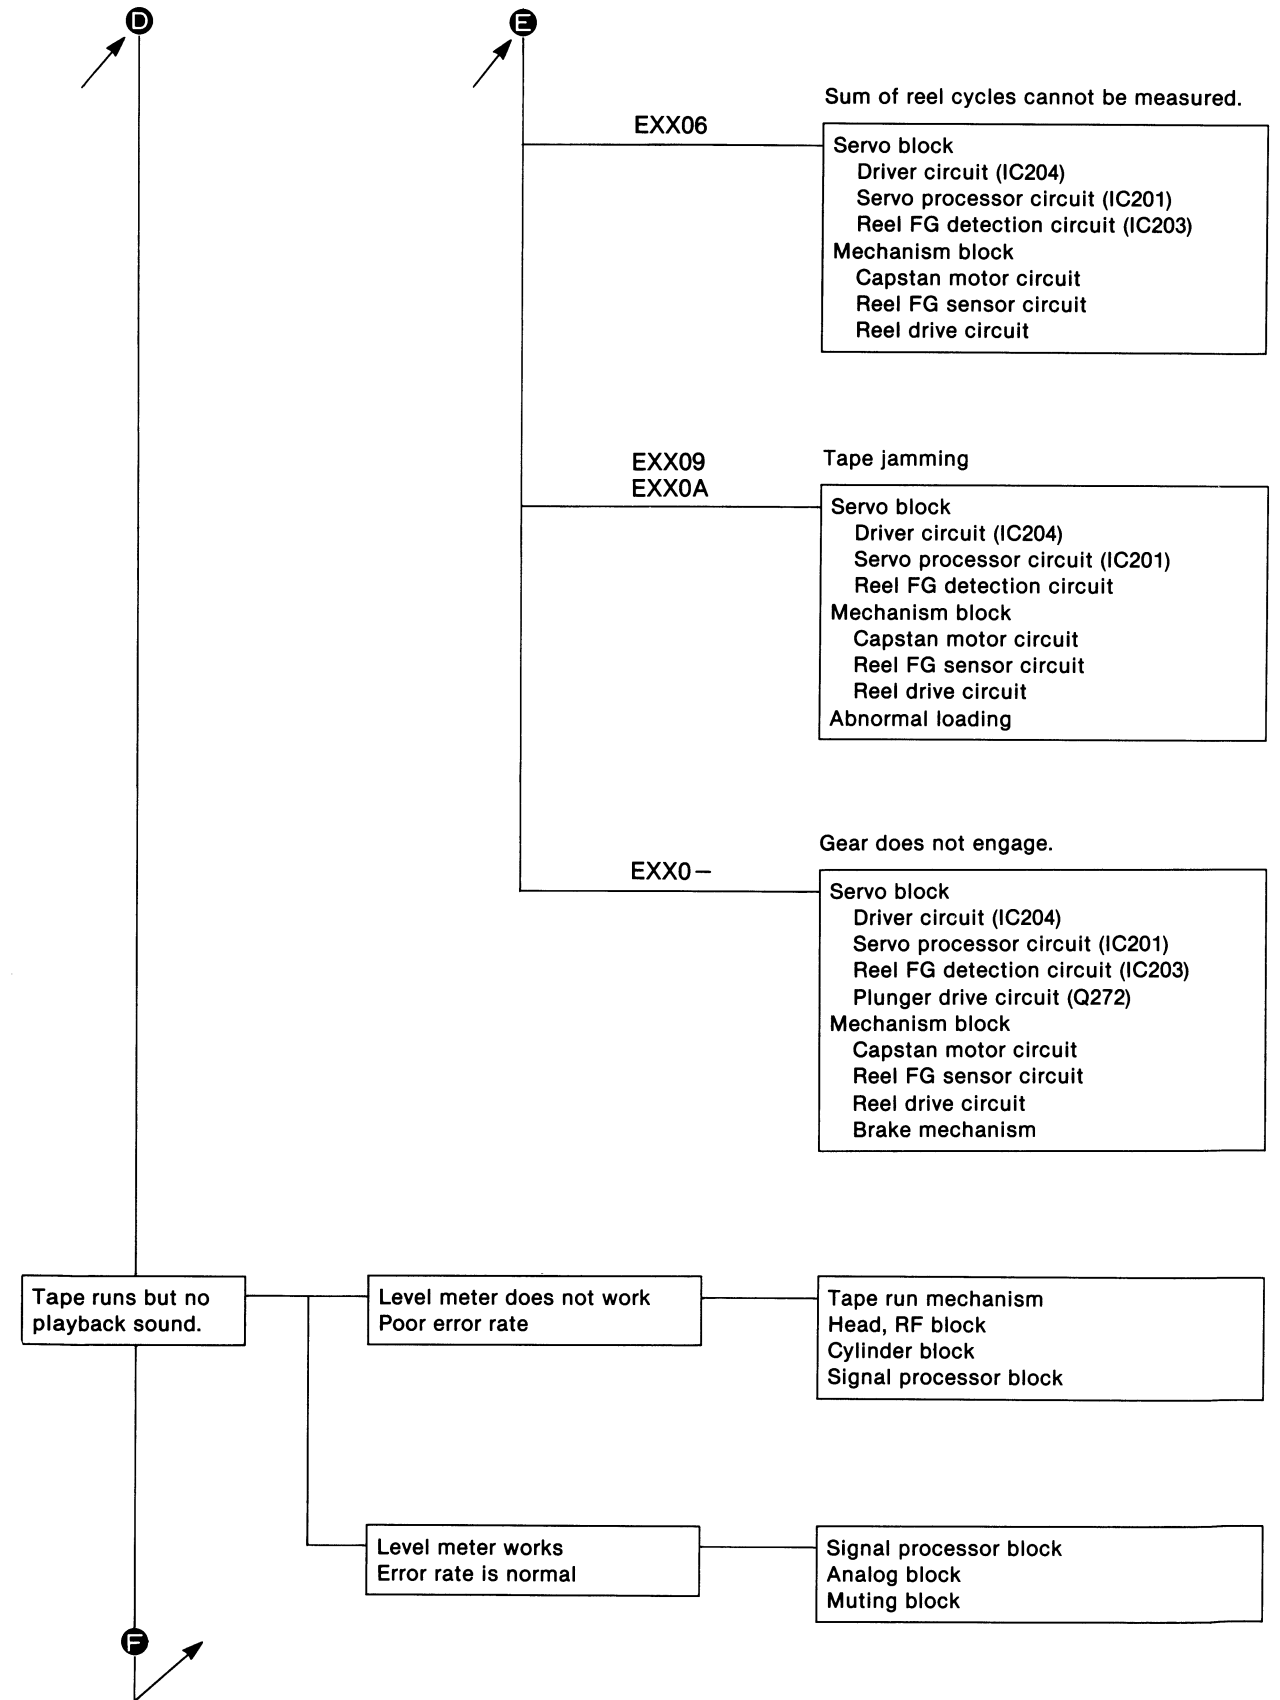 D
E
Sum of reel cycles cannot be measured.
EXX06
Servo block
Driver circuit (IC204)
Servo processor circuit (IC201)
Reel FG detection circuit (IC203)
Mechanism block
Capstan motor circuit
Reel FG sensor circuit
Reel drive circuit
EXX09
EXX0A
Tape jamming
Servo block
Driver circuit (IC204)
Servo processor circuit (IC201)
Reel FG detection circuit
Mechanism block
Capstan motor circuit
Reel FG sensor circuit
Reel drive circuit
Abnormal loading
Gear does not engage.
EXX0–
Servo block
Driver circuit (IC204)
Servo processor circuit (IC201)
Reel FG detection circuit (IC203)
Plunger drive circuit (Q272)
Mechanism block
Capstan motor circuit
Reel FG sensor circuit
Reel drive circuit
Brake mechanism
Tape runs but no
playback sound.
Level meter does not work
Poor error rate
Tape run mechanism
Head, RF block
Cylinder block
Signal processor block
Level meter works
Error rate is normal
Signal processor block
Analog block
Muting block
F